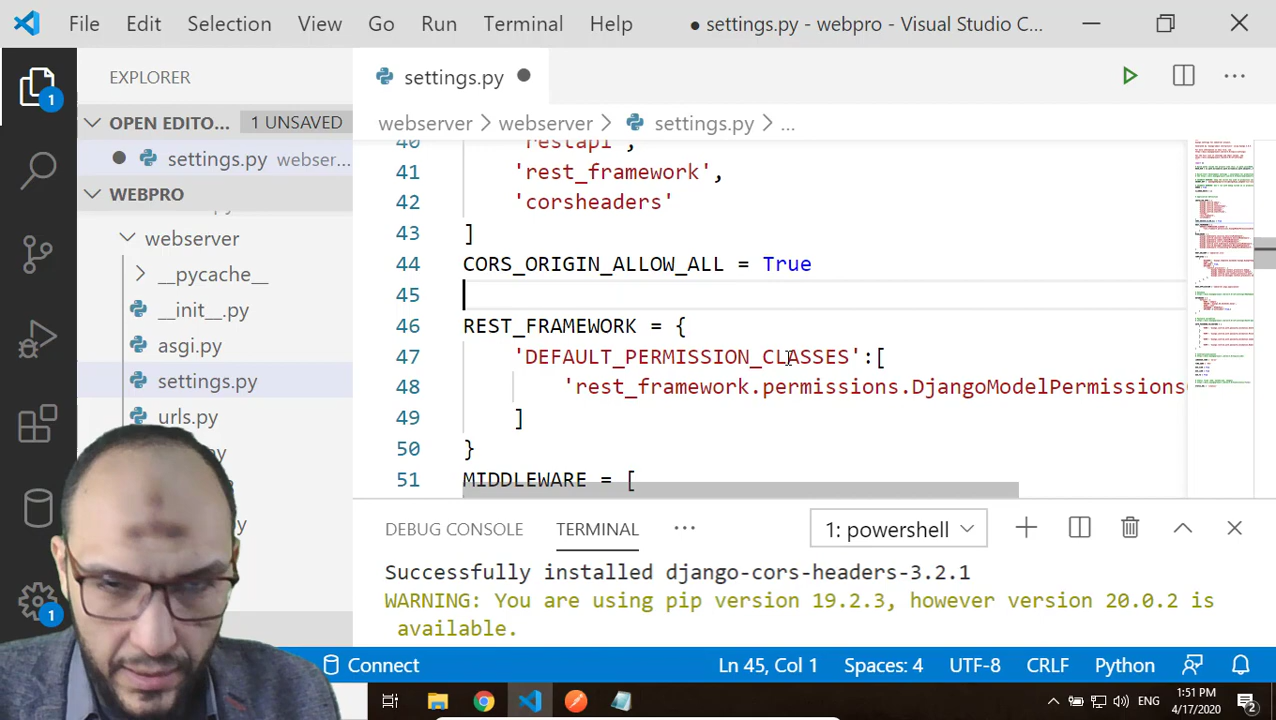 File Edit Selection View Go Run Terminal Help ● settings.py - webpro - Visual Studio C...
EXPLORER
OPEN EDITO... 1 UNSAVED
settings.py webser...
WEBPRO
webserver
__pycache__
__init__.py
asgi.py
settings.py
urls.py
1
1
settings.py
webserver > webserver > settings.py > ...
40 'restapi',
41 'rest_framework',
42 'corsheaders'
43 ]
44 CORS_ORIGIN_ALLOW_ALL = True
45
46 REST_FRAMEWORK = {
47 'DEFAULT_PERMISSION_CLASSES':[
48 'rest_framework.permissions.DjangoModelPermissions
49 ]
50 }
51 MIDDLEWARE = [
DEBUG CONSOLE TERMINAL ... 1: powershell
Successfully installed django-cors-headers-3.2.1
WARNING: You are using pip version 19.2.3, however version 20.0.2 is
available.
Connect Ln 45, Col 1 Spaces: 4 UTF-8 CRLF Python
ENG 1:51 PM
4/17/2020 2